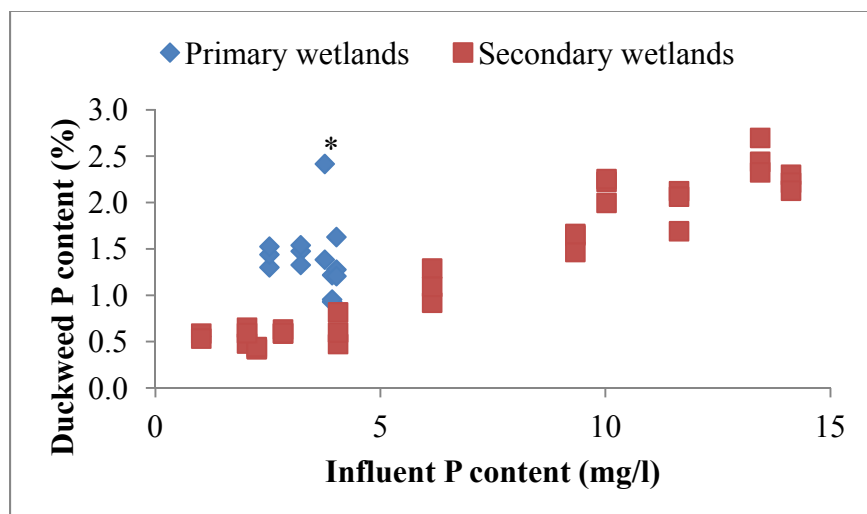 Primary wetlands Secondary wetlands
*
3.0
2.5
2.0
1.5
1.0
0.5
0.0
Duckweed P content (%)
0 5 10 15
Influent P content (mg/l)